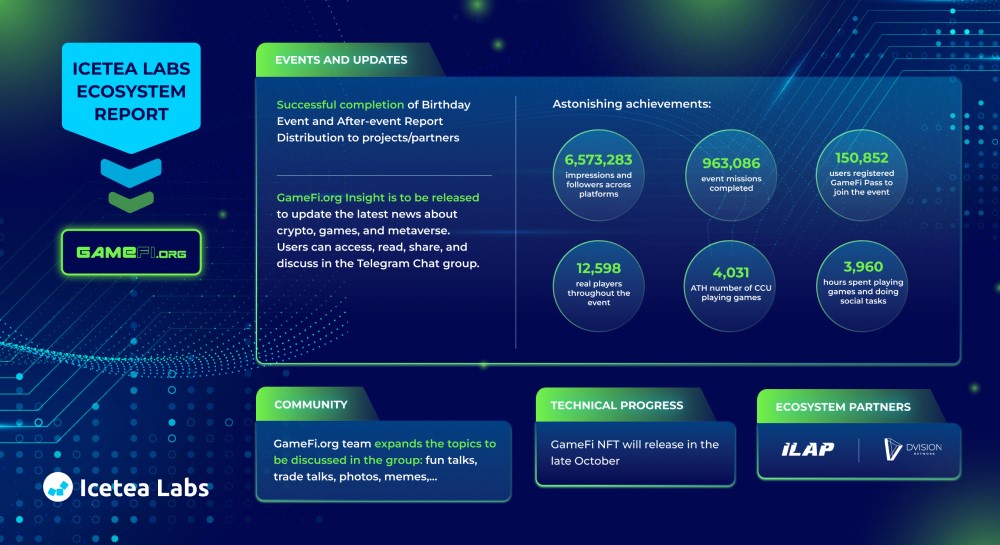 ICETEA LABS
ECOSYSTEM
REPORT
GAMEFI.ORG
EVENTS AND UPDATES
Successful completion of Birthday
Event and After-event Report
Distribution to projects/partners
GameFi.org Insight is to be released
to update the latest news about
crypto, games, and metaverse.
Users can access, read, share, and
discuss in the Telegram Chat group.
Astonishing achievements:
6,573,283
impressions and
followers across
platforms
963,086
event missions
completed
150,852
users registered
GameFi Pass to
join the event
12,598
real players
throughout the
event
4,031
ATH number of CCU
playing games
3,960
hours spent playing
games and doing
social tasks
COMMUNITY
GameFi.org team expands the topics to
be discussed in the group: fun talks,
trade talks, photos, memes,...
TECHNICAL PROGRESS
GameFi NFT will release in the
late October
ECOSYSTEM PARTNERS
iLAP
DVISION
NETWORK
Icetea Labs